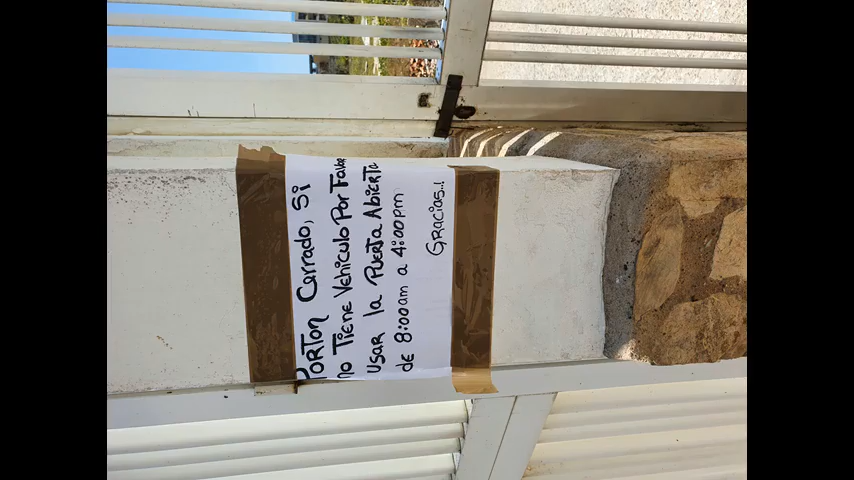 PORTON Cerrado, Si
no Tiene Vehiculo Por Favor
usar la Puerta Abierta
de 8:00am a 4:00pm
Gracias..!